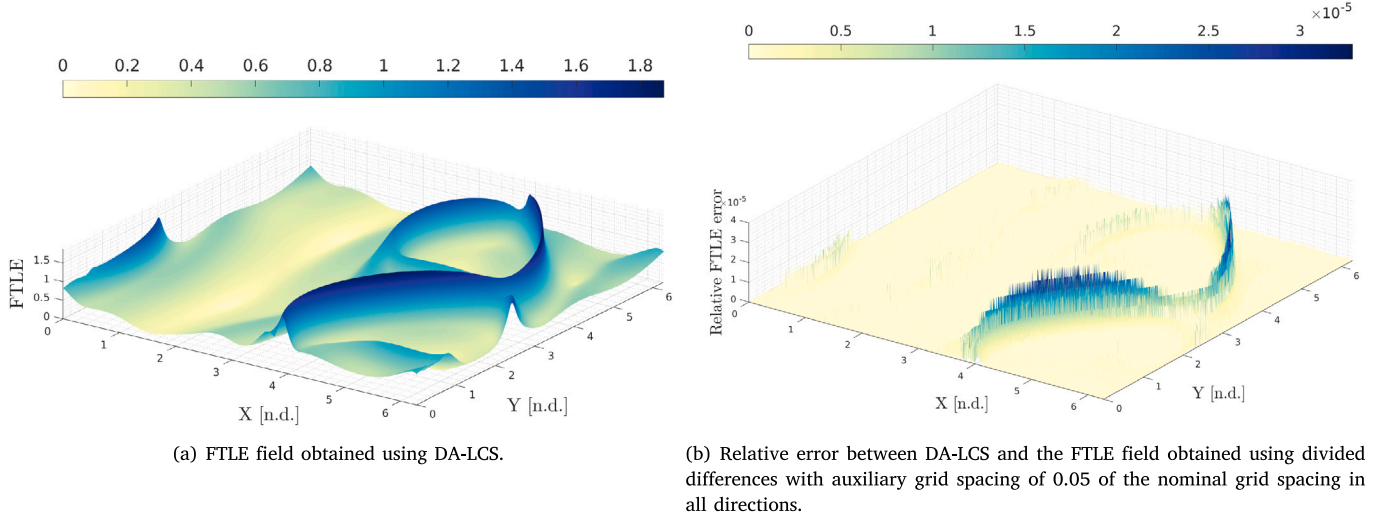 0 0.2 0.4 0.6 0.8 1 1.2 1.4 1.6 1.8
FTLE
1.5
1
0.5
0
0 1 2 3 4 5 6
X [n.d.]
0 1 2 3 4 5 6
Y [n.d.]
(a) FTLE field obtained using DA-LCS.
×10⁻⁵
0 0.5 1 1.5 2 2.5 3
Relative FTLE error
×10⁻⁵
4
3
2
1
0
0 1 2 3 4 5 6
X [n.d.]
0 1 2 3 4 5 6
Y [n.d.]
(b) Relative error between DA-LCS and the FTLE field obtained using divided
differences with auxiliary grid spacing of 0.05 of the nominal grid spacing in
all directions.